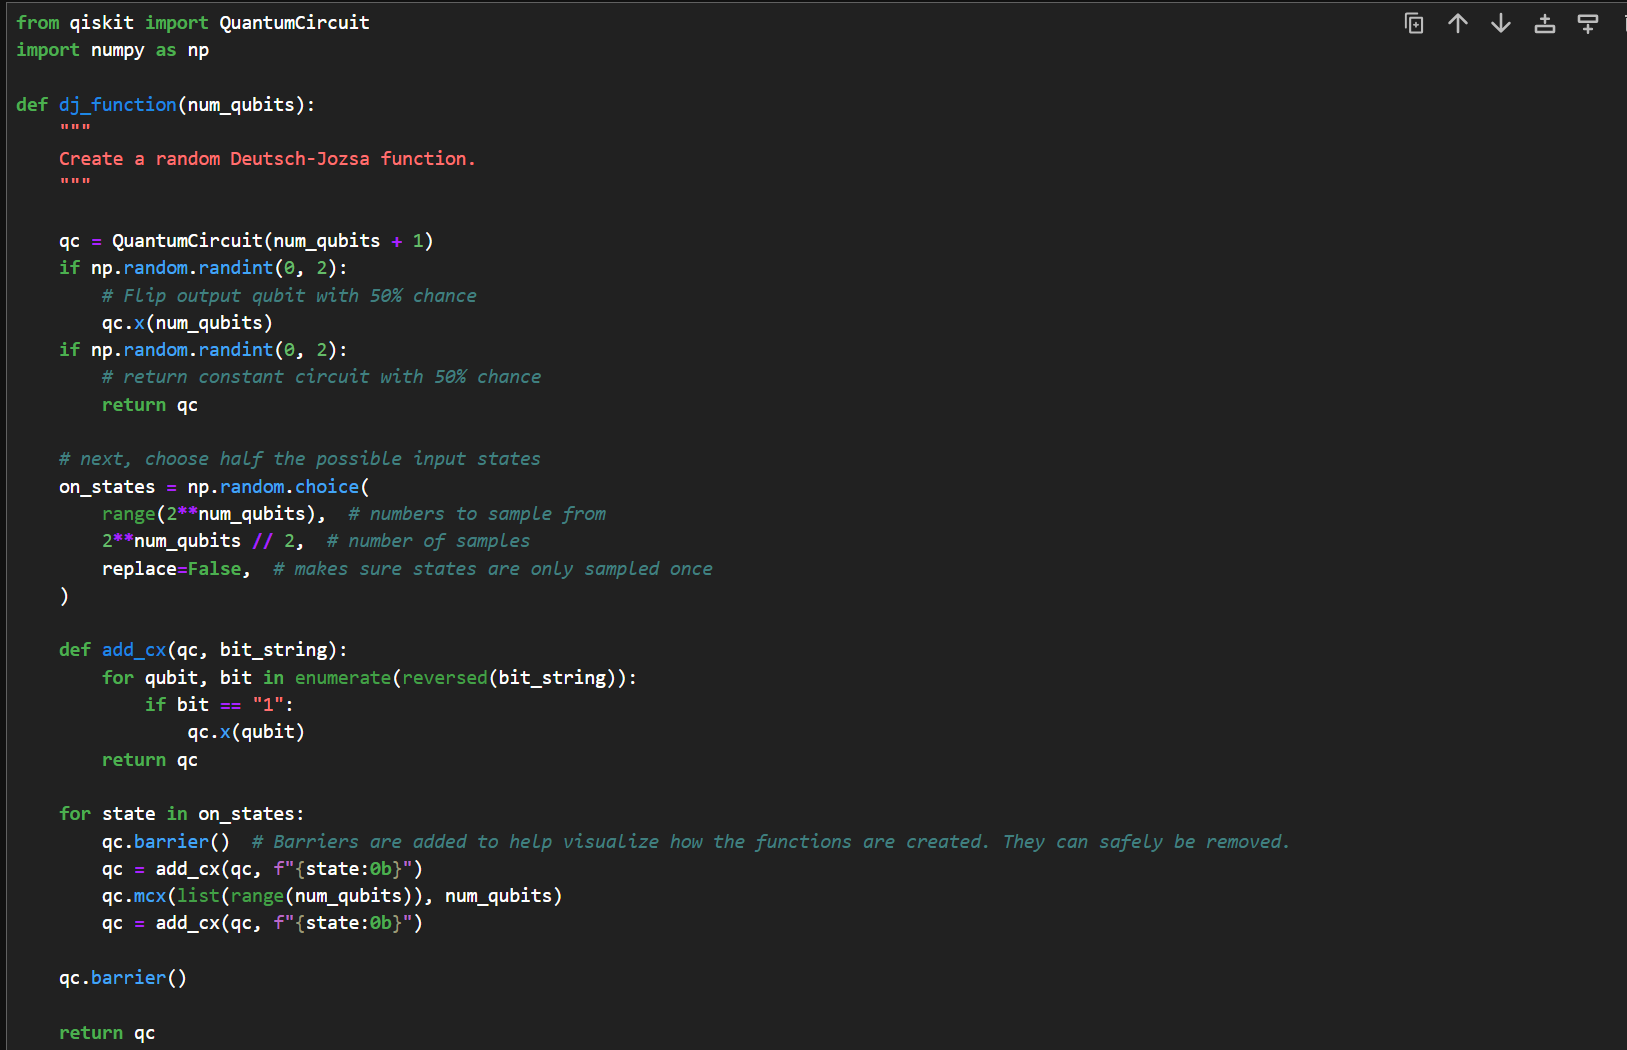 from qiskit import QuantumCircuit
import numpy as np
def dj_function(num_qubits):
"""
Create a random Deutsch-Jozsa function.
"""
qc = QuantumCircuit(num_qubits + 1)
if np.random.randint(0, 2):
# Flip output qubit with 50% chance
qc.x(num_qubits)
if np.random.randint(0, 2):
# return constant circuit with 50% chance
return qc
# next, choose half the possible input states
on_states = np.random.choice(
range(2**num_qubits),  # numbers to sample from
2**num_qubits // 2,  # number of samples
replace=False,  # makes sure states are only sampled once
)
def add_cx(qc, bit_string):
for qubit, bit in enumerate(reversed(bit_string)):
if bit == "1":
qc.x(qubit)
return qc
for state in on_states:
qc.barrier()  # Barriers are added to help visualize how the functions are created. They can safely be removed.
qc = add_cx(qc, f"{state:0b}")
qc.mcx(list(range(num_qubits)), num_qubits)
qc = add_cx(qc, f"{state:0b}")
qc.barrier()
return qc